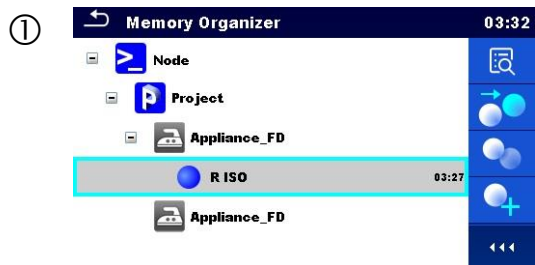 ①
Memory Organizer 03:32
Node
Project
Appliance_FD
R ISO 03:27
Appliance_FD